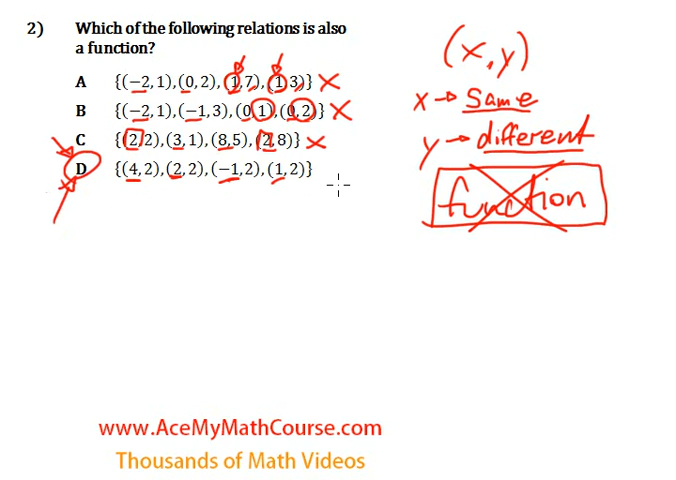 2) Which of the following relations is also
a function?
A {(−2,1),(0,2),(1,7),(1,3)} ×
B {(−2,1),(−1,3),(0,1),(0,2)} ×
C {(2,2),(3,1),(8,5),(2,8)} ×
D {(4,2),(2,2),(−1,2),(1,2)}
(x,y)
x → Same
y → different
function
www.AceMyMathCourse.com
Thousands of Math Videos